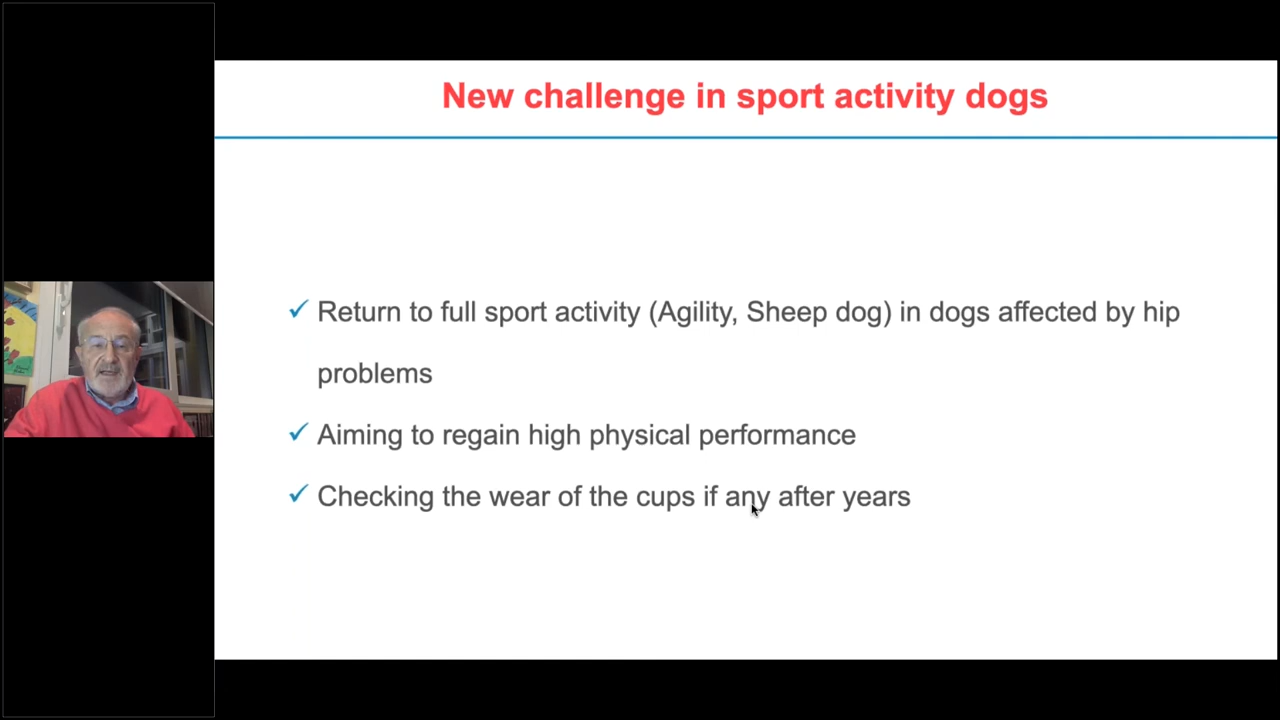 New challenge in sport activity dogs
Return to full sport activity (Agility, Sheep dog) in dogs affected by hip
problems
Aiming to regain high physical performance
Checking the wear of the cups if any after years